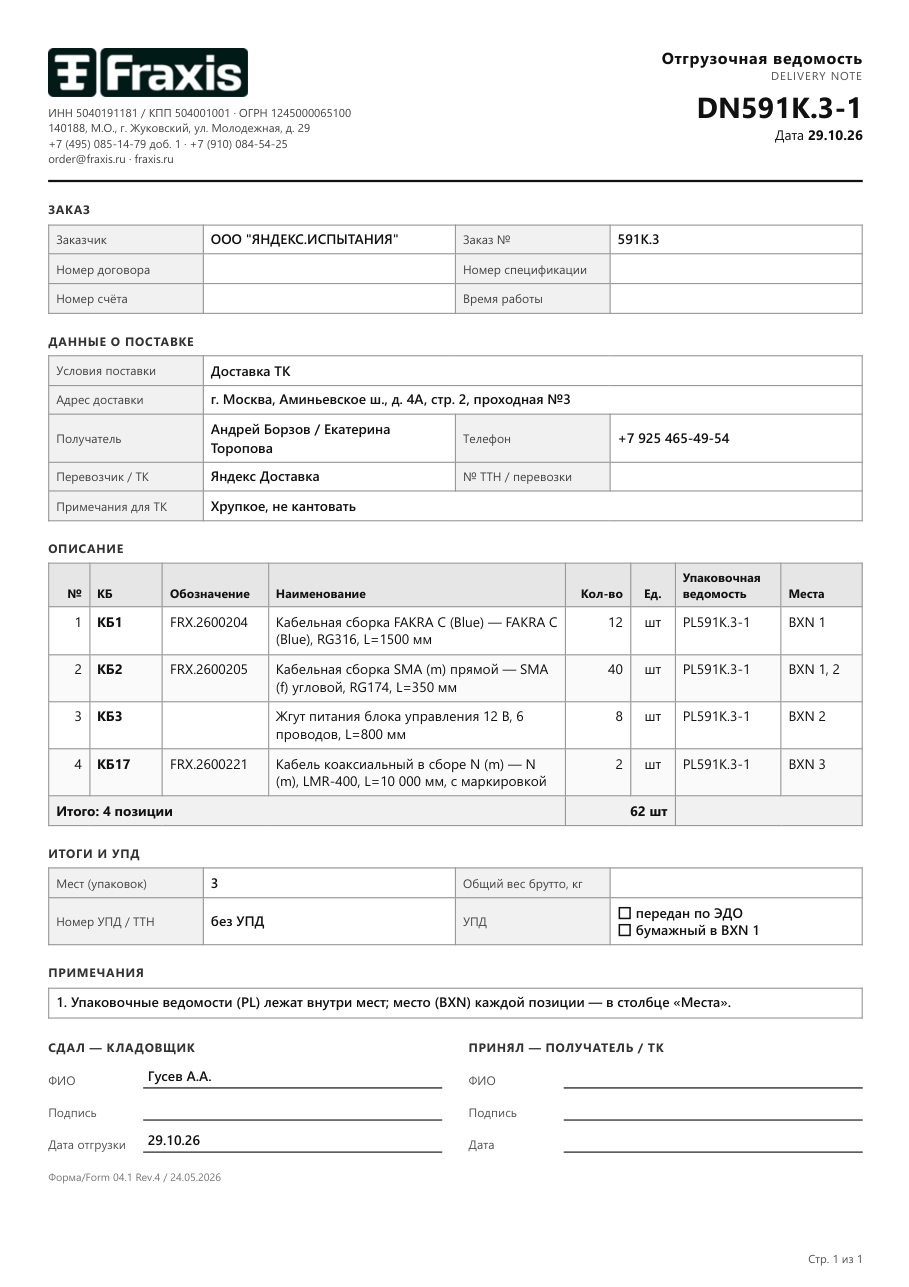 Fraxis
ИНН 5040191181 / КПП 504001001 · ОГРН 1245000065100
140188, М.О., г. Жуковский, ул. Молодежная, д. 29
+7 (495) 085-14-79 доб. 1 · +7 (910) 084-54-25
order@fraxis.ru · fraxis.ru
Отгрузочная ведомость
DELIVERY NOTE
DN591K.3-1
Дата 29.10.26
ЗАКАЗ
Заказчик ООО "ЯНДЕКС.ИСПЫТАНИЯ" Заказ № 591К.3
Номер договора Номер спецификации
Номер счёта Время работы
ДАННЫЕ О ПОСТАВКЕ
Условия поставки Доставка ТК
Адрес доставки г. Москва, Аминьевское ш., д. 4А, стр. 2, проходная №3
Получатель Андрей Борзов / Екатерина
Торопова Телефон +7 925 465-49-54
Перевозчик / ТК Яндекс Доставка № ТТН / перевозки
Примечания для ТК Хрупкое, не кантовать
ОПИСАНИЕ
№ КБ Обозначение Наименование Кол-во Ед. Упаковочная
ведомость Места
1 КБ1 FRX.2600204 Кабельная сборка FAKRA C (Blue) — FAKRA C
(Blue), RG316, L=1500 мм 12 шт PL591K.3-1 BXN 1
2 КБ2 FRX.2600205 Кабельная сборка SMA (m) прямой — SMA
(f) угловой, RG174, L=350 мм 40 шт PL591K.3-1 BXN 1, 2
3 КБ3 Жгут питания блока управления 12 В, 6
проводов, L=800 мм 8 шт PL591K.3-1 BXN 2
4 КБ17 FRX.2600221 Кабель коаксиальный в сборе N (m) — N
(m), LMR-400, L=10 000 мм, с маркировкой 2 шт PL591K.3-1 BXN 3
Итого: 4 позиции 62 шт
ИТОГИ И УПД
Мест (упаковок) 3 Общий вес брутто, кг
Номер УПД / ТТН без УПД УПД ☐ передан по ЭДО
☐ бумажный в BXN 1
ПРИМЕЧАНИЯ
1. Упаковочные ведомости (PL) лежат внутри мест; место (BXN) каждой позиции — в столбце «Места».
СДАЛ — КЛАДОВЩИК
ФИО Гусев А.А.
Подпись
Дата отгрузки 29.10.26
ПРИНЯЛ — ПОЛУЧАТЕЛЬ / ТК
ФИО
Подпись
Дата
Форма/Form 04.1 Rev.4 / 24.05.2026
Стр. 1 из 1